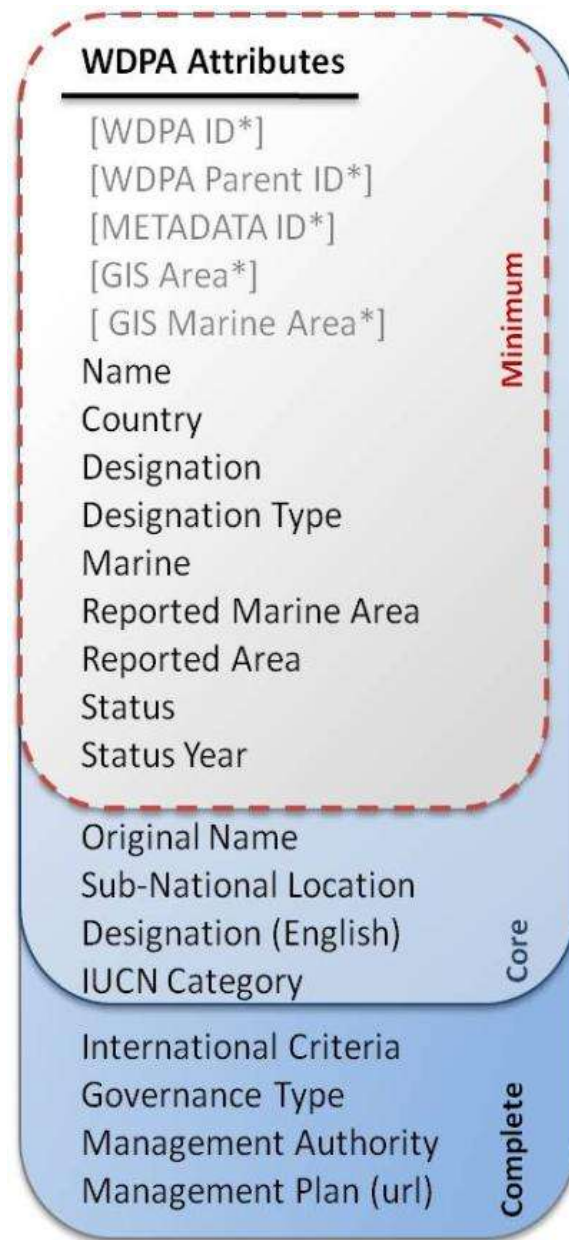 WDPA Attributes
[WDPA ID*]
[WDPA Parent ID*]
[METADATA ID*]
[GIS Area*]
[ GIS Marine Area*]
Name
Country
Designation
Designation Type
Marine
Reported Marine Area
Reported Area
Status
Status Year
Minimum
Original Name
Sub-National Location
Designation (English)
IUCN Category
Core
International Criteria
Governance Type
Management Authority
Management Plan (url)
Complete